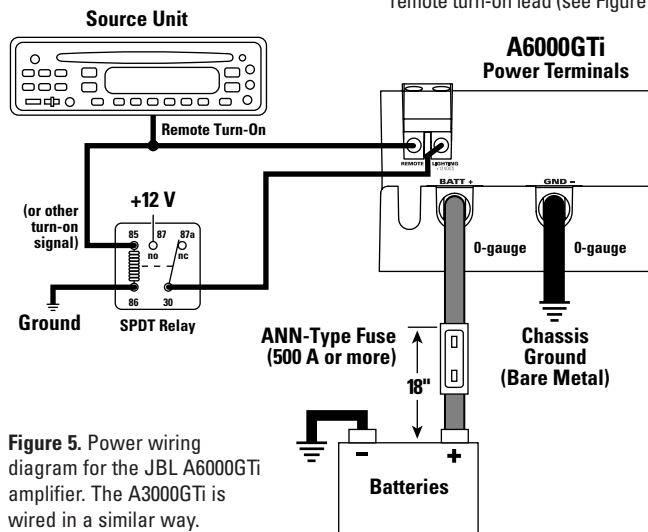 remote turn-on lead (see Figure
Source Unit
A6000GTi
Power Terminals
Remote Turn-On
REMOTE
LIGHTING
+12 VOLTS
BATT +
GND –
(or other
turn-on
signal)
+12 V
85
87
87a
no
nc
86
30
0-gauge
0-gauge
Ground
SPDT Relay
ANN-Type Fuse
(500 A or more)
18"
Chassis
Ground
(Bare Metal)
–
+
Batteries
Figure 5. Power wiring
diagram for the JBL A6000GTi
amplifier. The A3000GTi is
wired in a similar way.